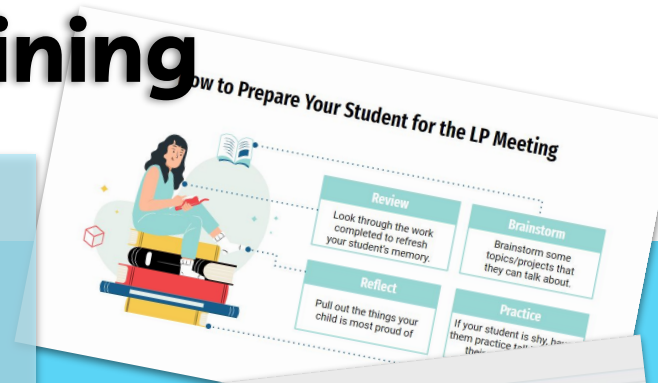 ining
ow to Prepare Your Student for the LP Meeting
Review
Look through the work
completed to refresh
your student's memory.
Brainstorm
Brainstorm some
topics/projects that
they can talk about.
Reflect
Pull out the things your
child is most proud of
Practice
If your student is shy,
them practice